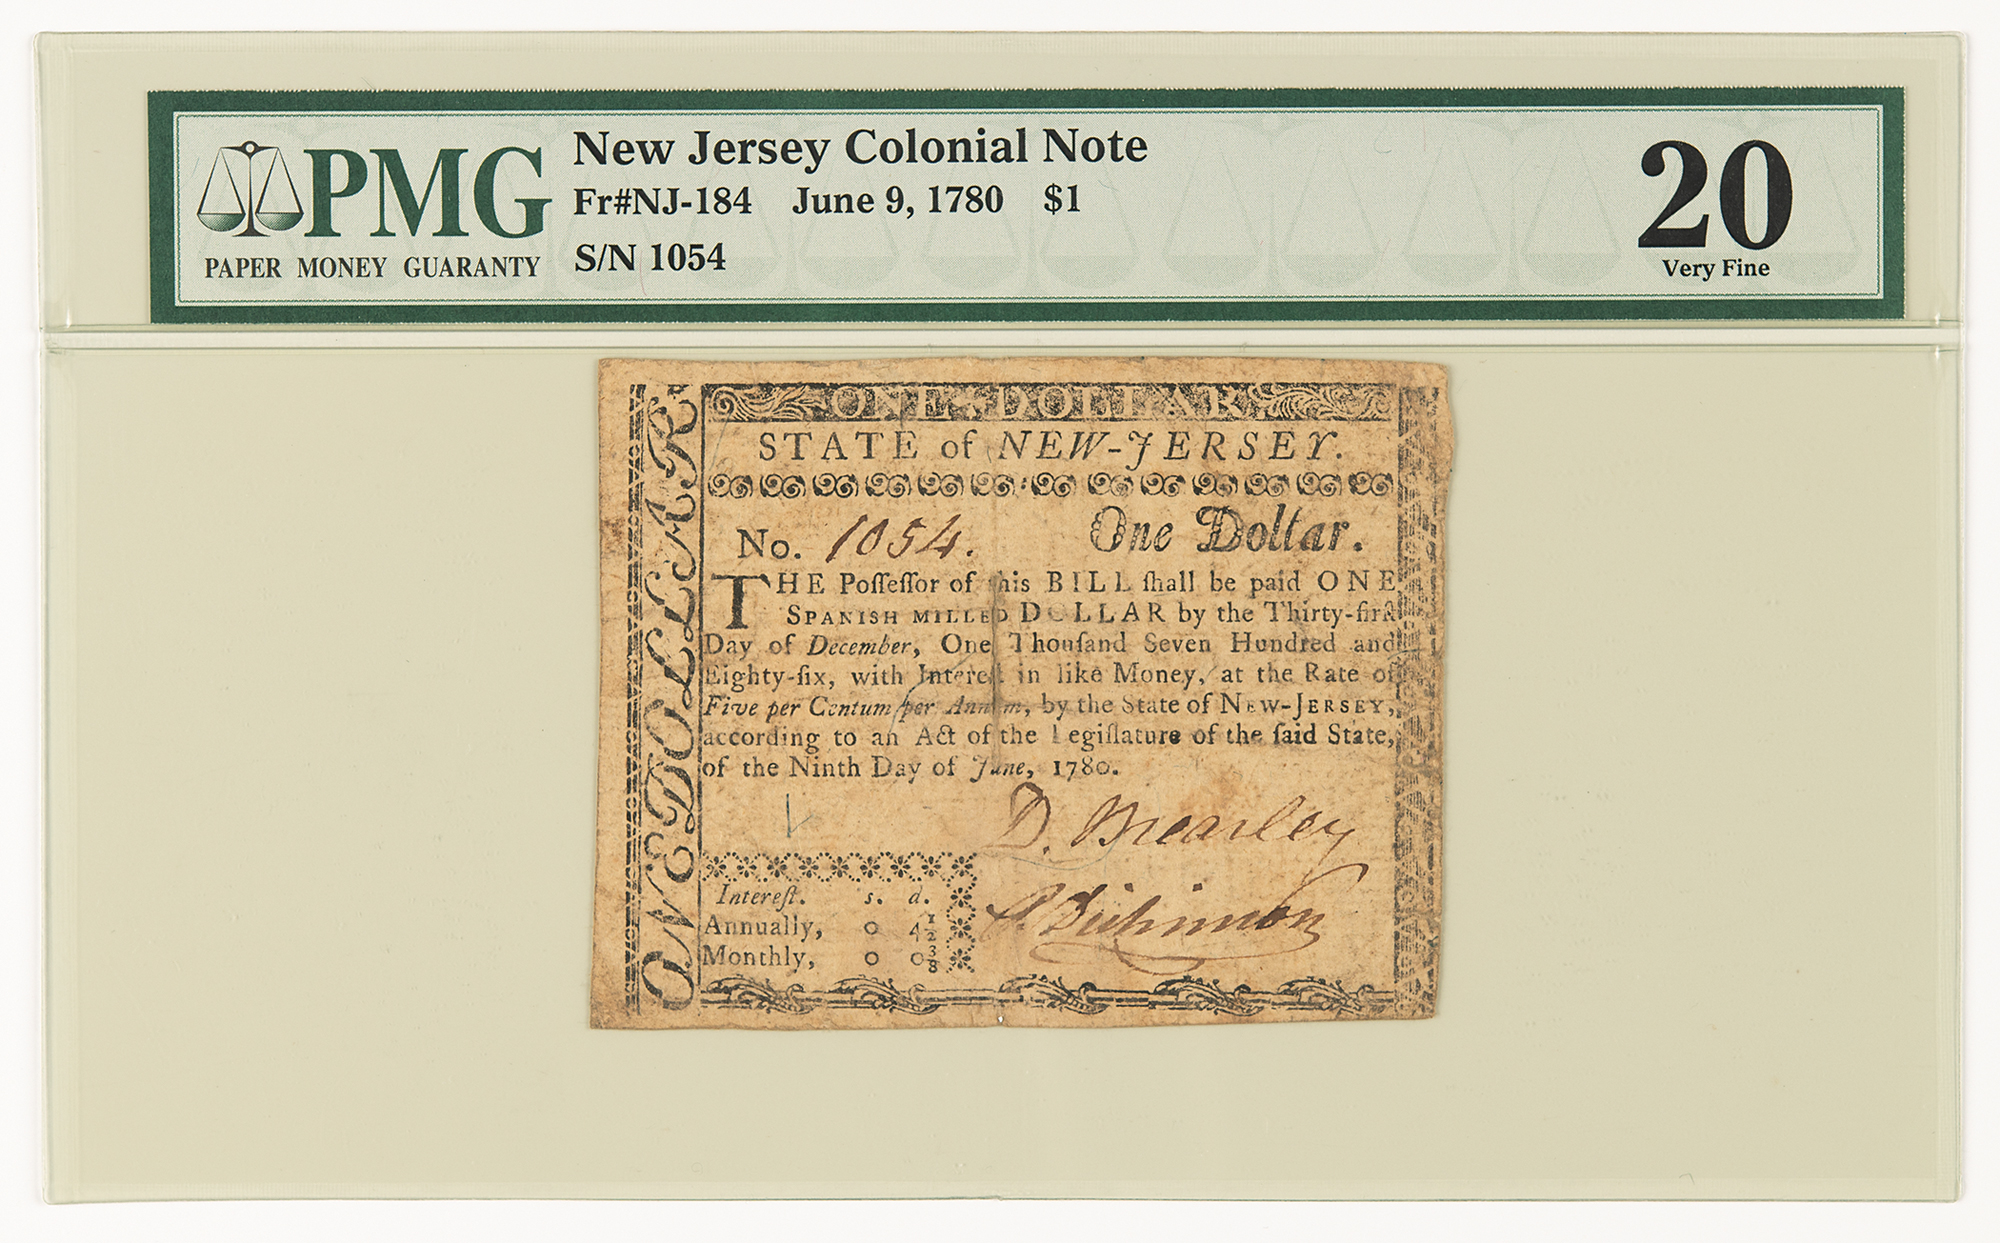 PMG
PAPER MONEY GUARANTY
New Jersey Colonial Note
Fr#NJ-184 June 9, 1780 $1
S/N 1054
20
Very Fine
ONE DOLLAR
ONE DOLLAR
STATE of NEW-JERSEY.
No. 1054. One Dollar.
THE Poſſeſſor of this BILL ſhall be paid ONE
SPANISH MILLED DOLLAR by the Thirty-firſt
Day of December, One Thouſand Seven Hundred and
Eighty-ſix, with Intereſt in like Money, at the Rate of
Five per Centum per Annum, by the State of NEW-JERSEY,
according to an Act of the Legiſlature of the ſaid State,
of the Ninth Day of June, 1780.
D. Brearley
P. Dickinson
Intereſt. s. d.
Annually, 0 4½
Monthly, 0 0⅜